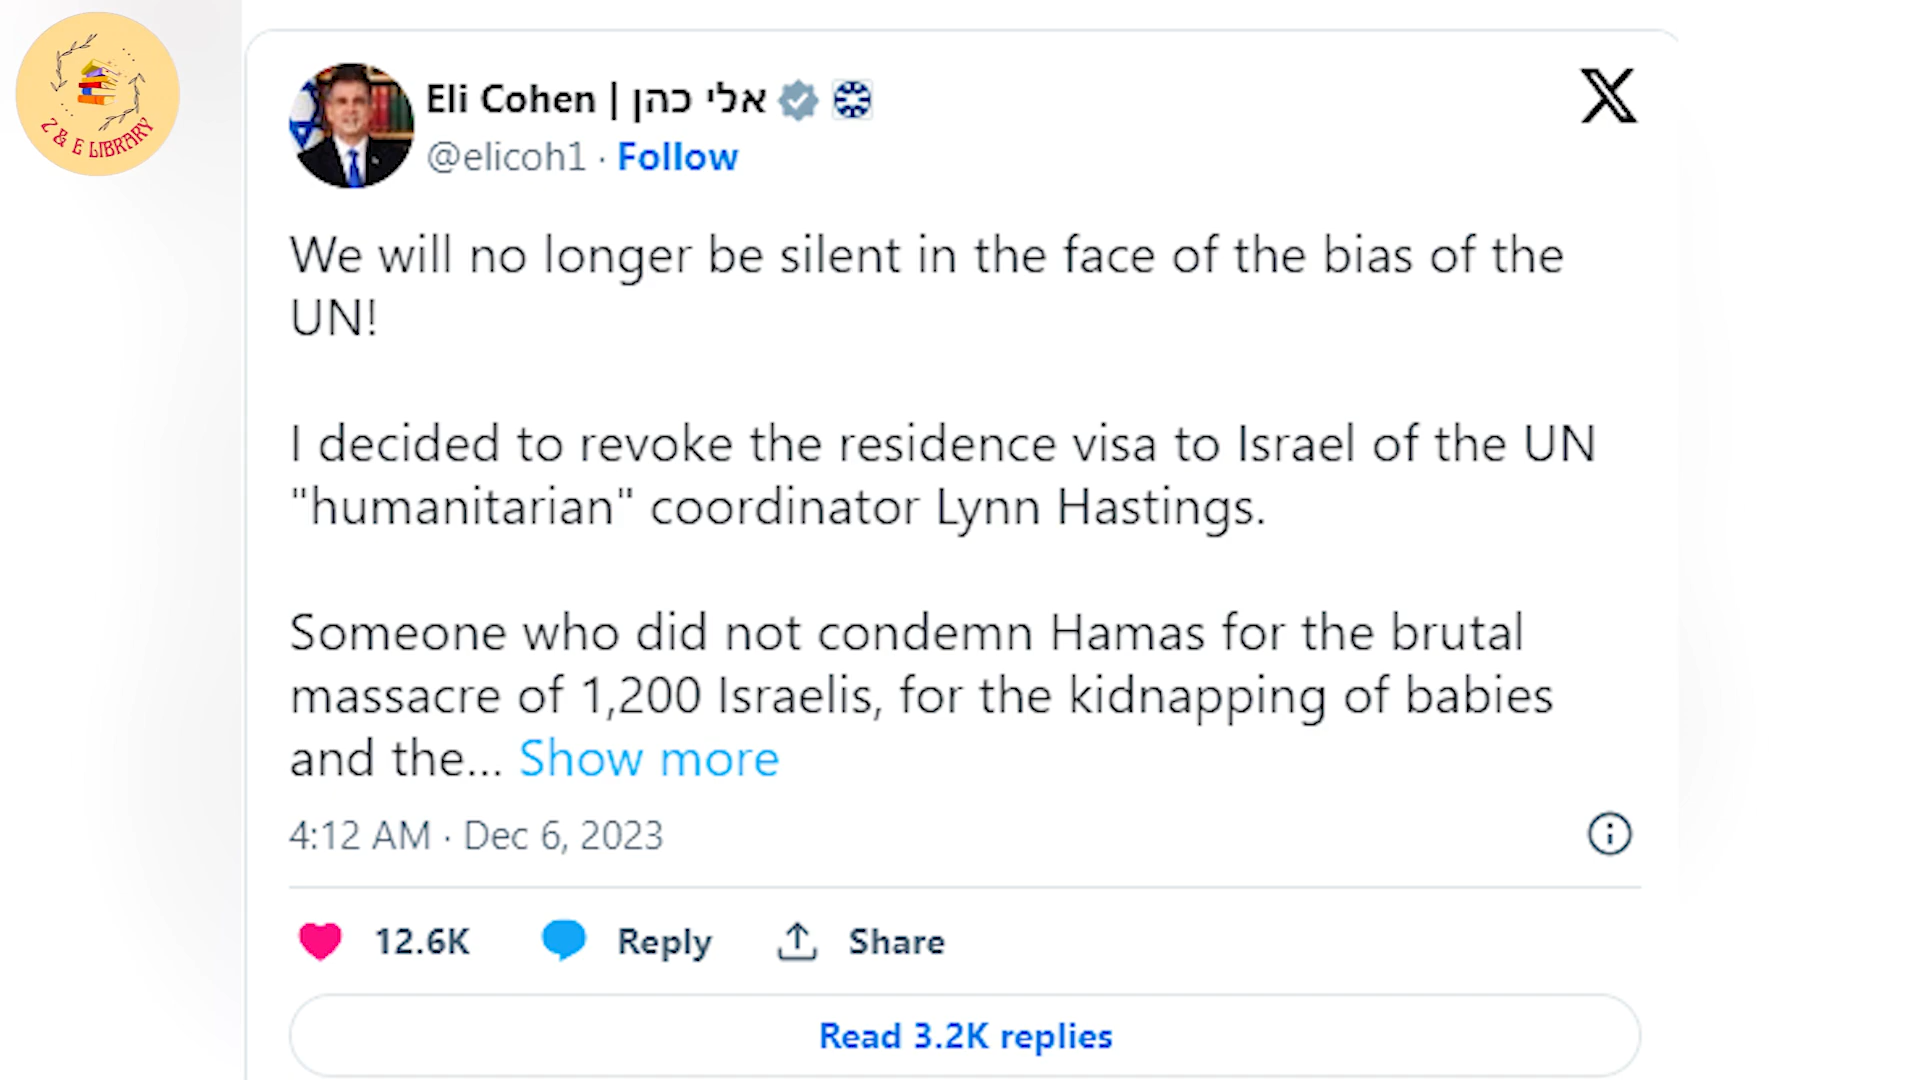 Z & E LIBRARY
Eli Cohen | אלי כהן
@elicoh1 · Follow
X
We will no longer be silent in the face of the bias of the
UN!
I decided to revoke the residence visa to Israel of the UN
"humanitarian" coordinator Lynn Hastings.
Someone who did not condemn Hamas for the brutal
massacre of 1,200 Israelis, for the kidnapping of babies
and the... Show more
4:12 AM · Dec 6, 2023
12.6K Reply Share
Read 3.2K replies